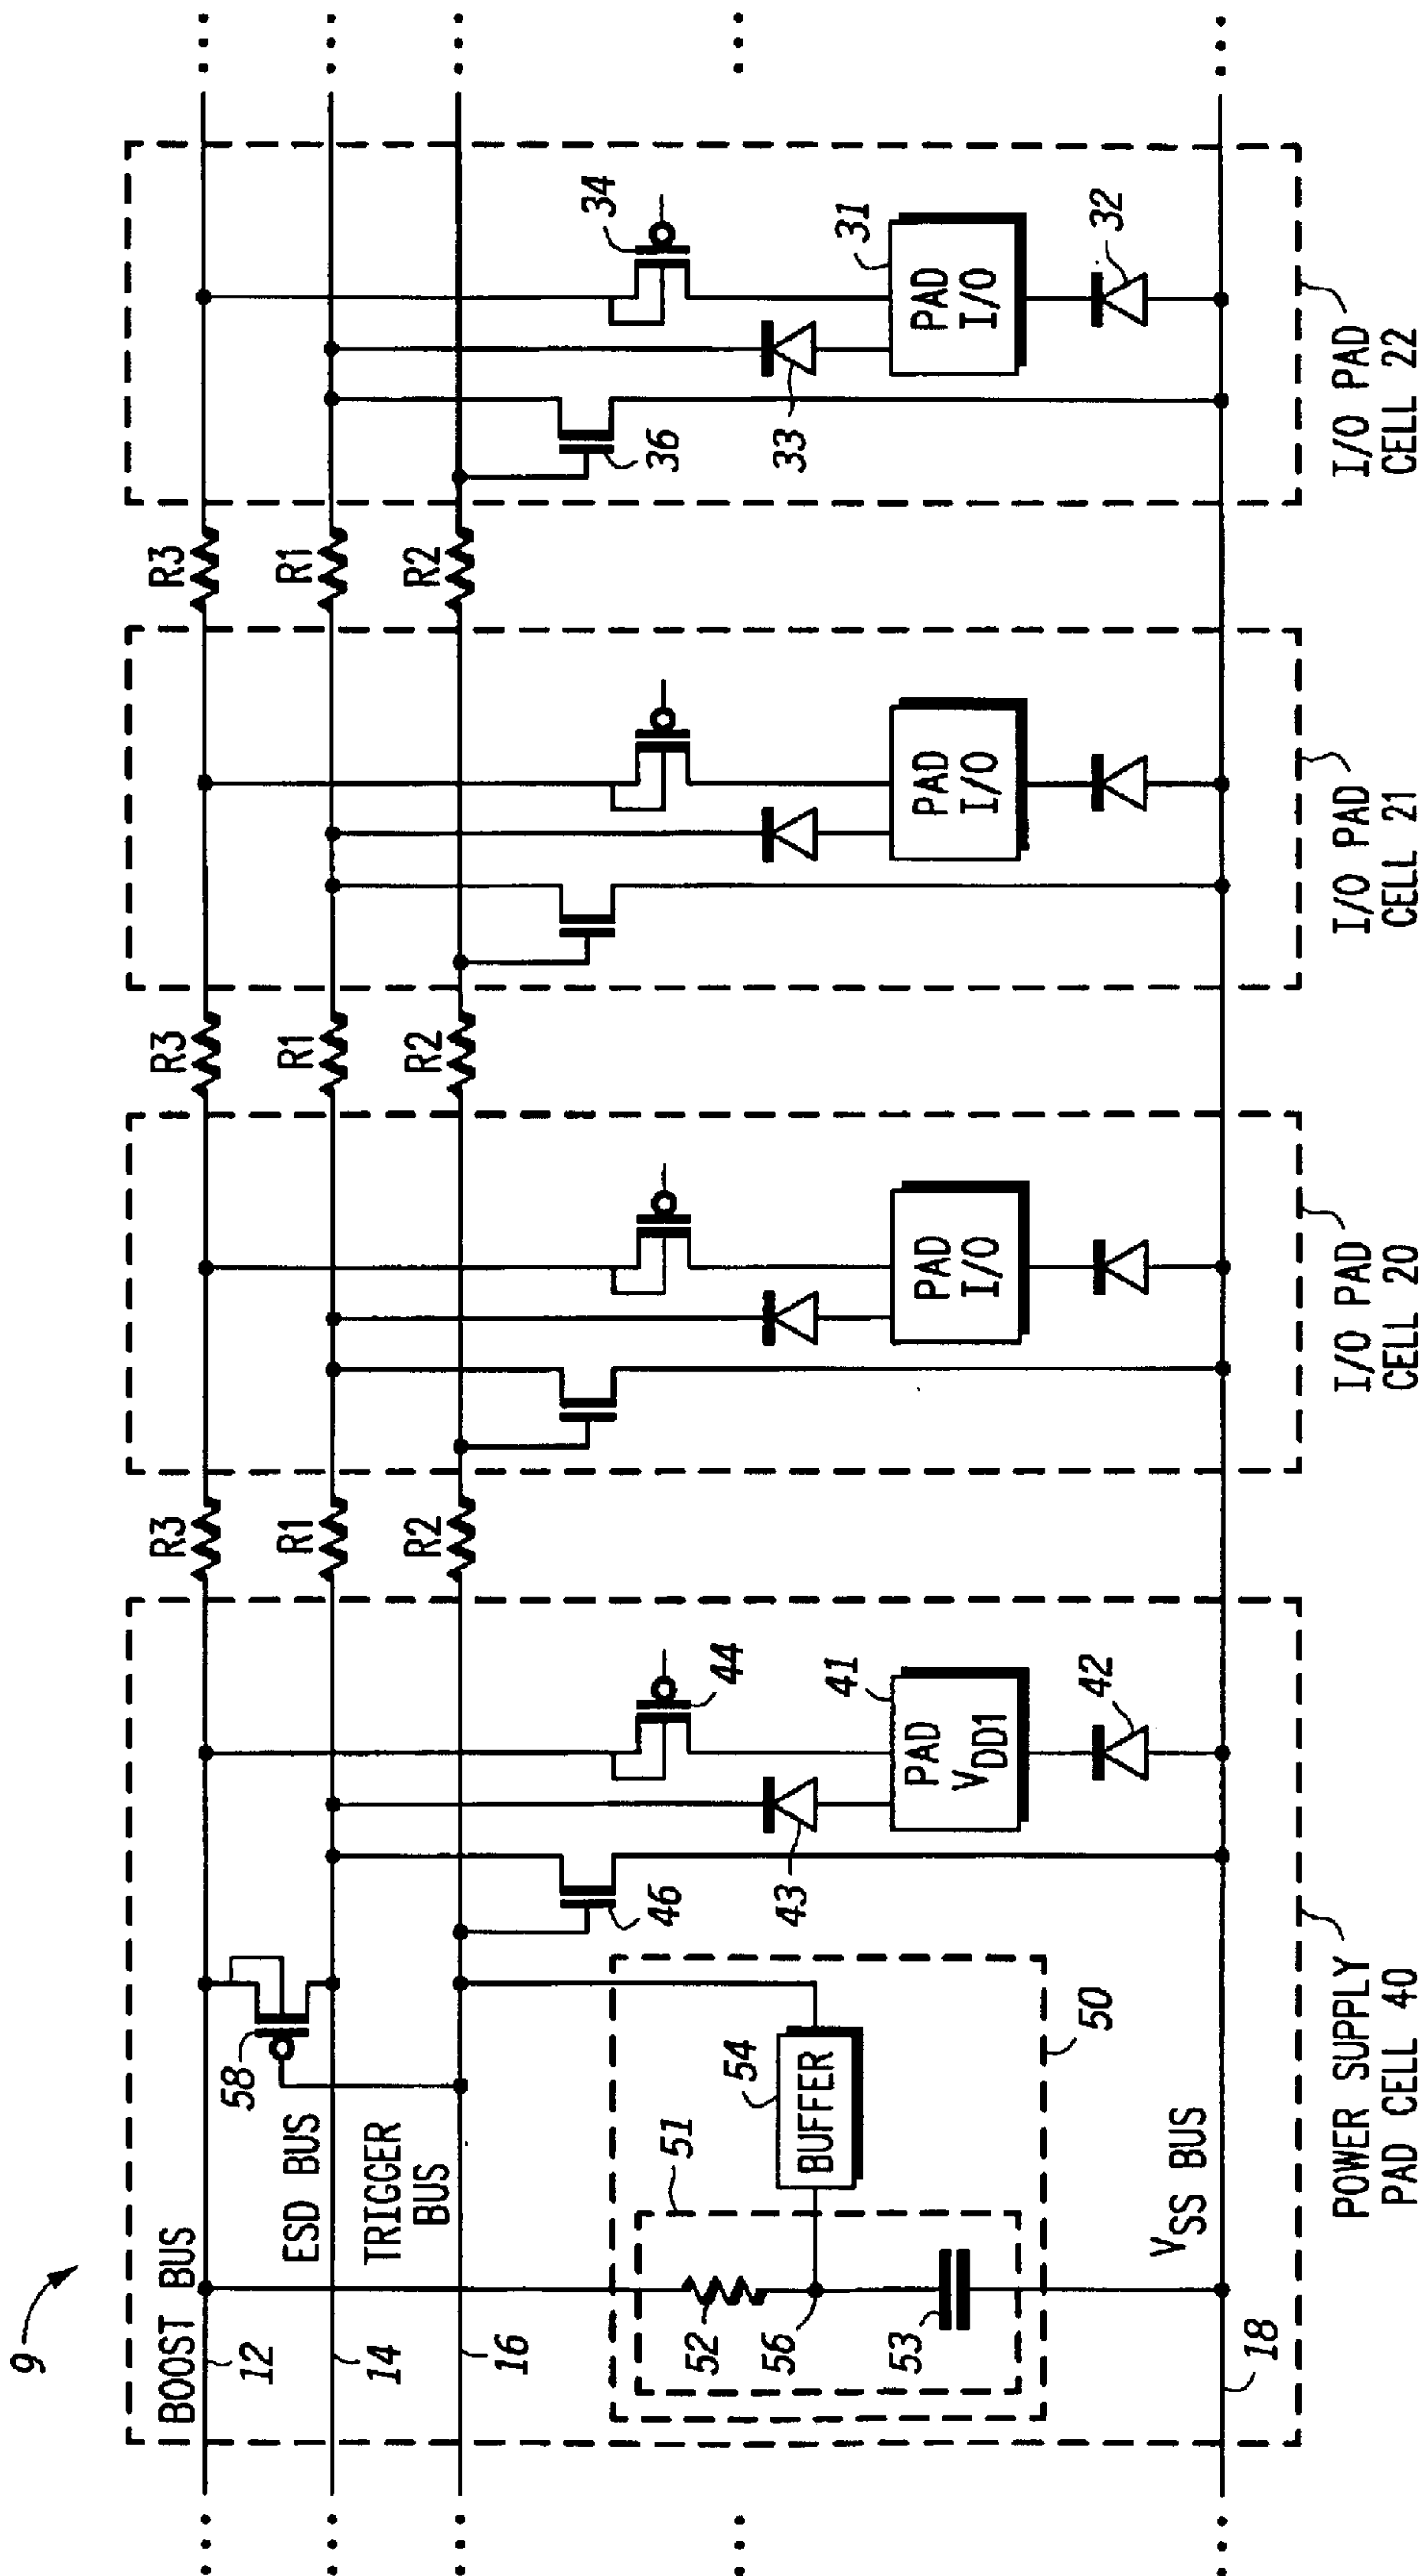 9
BOOST BUS
12
ESD BUS
14
TRIGGER
BUS
16
58
R3
R1
R2
R3
R1
R2
R3
R1
R2
46
43
44
41
PAD
VDD1
42
50
51
52
56
53
54
BUFFER
VSS BUS
18
PAD
I/O
PAD
I/O
36
33
34
31
PAD
I/O
32
POWER SUPPLY
PAD CELL 40
I/O PAD
CELL 20
I/O PAD
CELL 21
I/O PAD
CELL 22